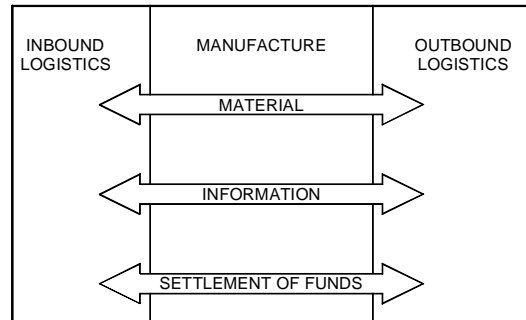 INBOUND
LOGISTICS
MANUFACTURE
OUTBOUND
LOGISTICS
MATERIAL
INFORMATION
SETTLEMENT OF FUNDS